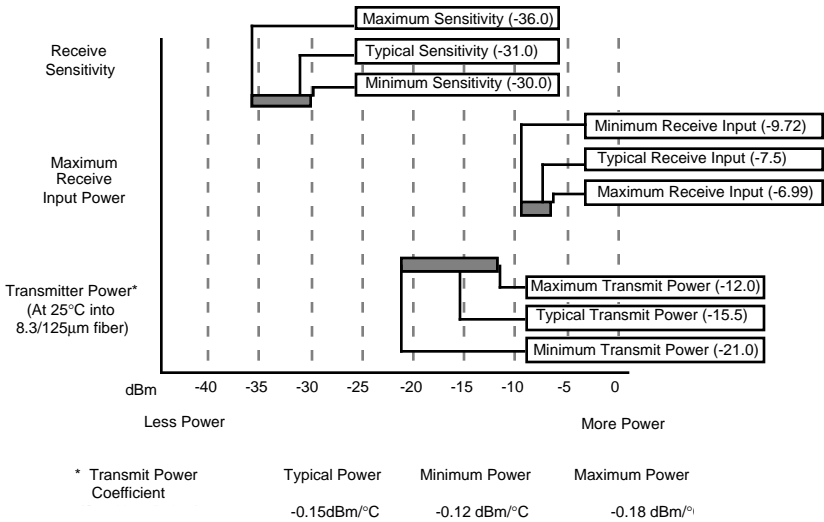 Maximum Sensitivity (-36.0)
Receive
Sensitivity
Typical Sensitivity (-31.0)
Minimum Sensitivity (-30.0)
Minimum Receive Input (-9.72)
Maximum
Receive
Input Power
Typical Receive Input (-7.5)
Maximum Receive Input (-6.99)
Transmitter Power*
(At 25°C into
8.3/125μm fiber)
Maximum Transmit Power (-12.0)
Typical Transmit Power (-15.5)
Minimum Transmit Power (-21.0)
dBm -40 -35 -30 -25 -20 -15 -10 -5 0
Less Power More Power
* Transmit Power Typical Power Minimum Power Maximum Power
Coefficient
-0.15dBm/°C -0.12 dBm/°C -0.18 dBm/°